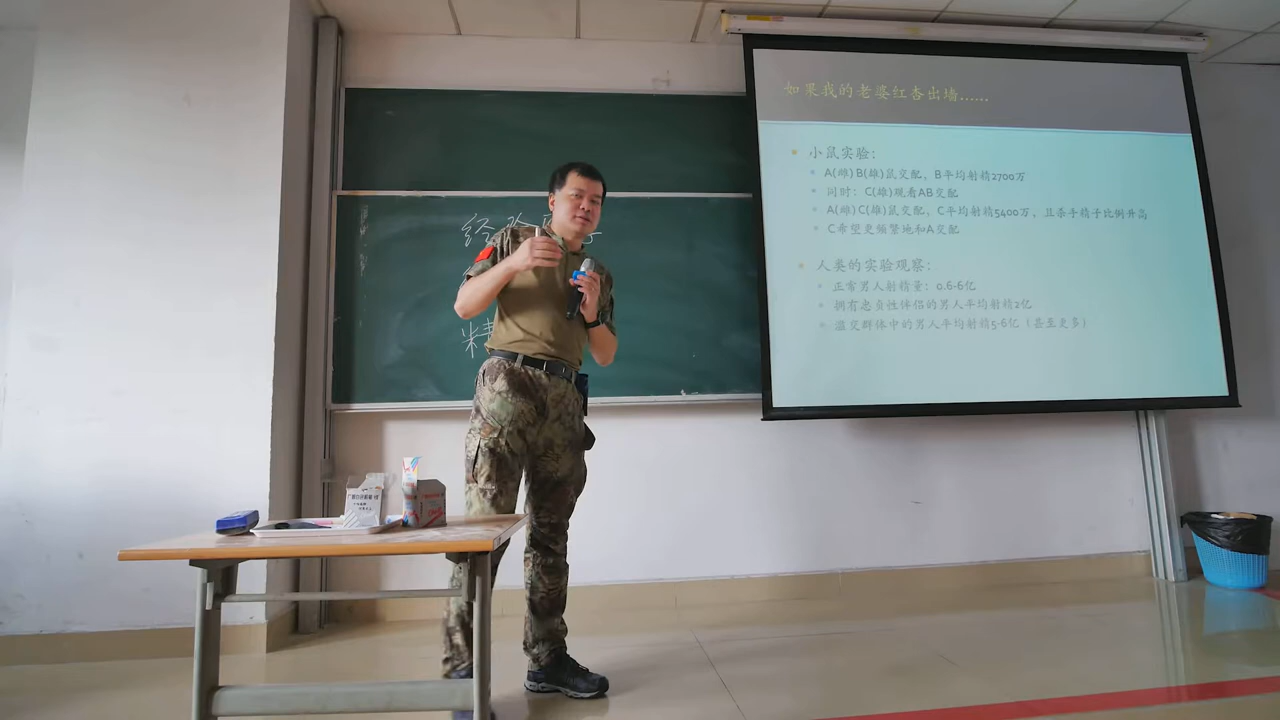 如果我的老婆红杏出墙……
小鼠实验:
A(雌)B(雄)鼠交配，B平均射精2700万
同时：C(雄)观看AB交配
A(雌)C(雄)鼠交配，C平均射精5400万，且杀手精子比例升高
C希望更频繁地和A交配
人类的实验观察:
正常男人射精量：0.6-6亿
拥有忠贞性伴侣的男人平均射精2亿
滥交群体中的男人平均射精5-6亿（甚至更多）
经
精